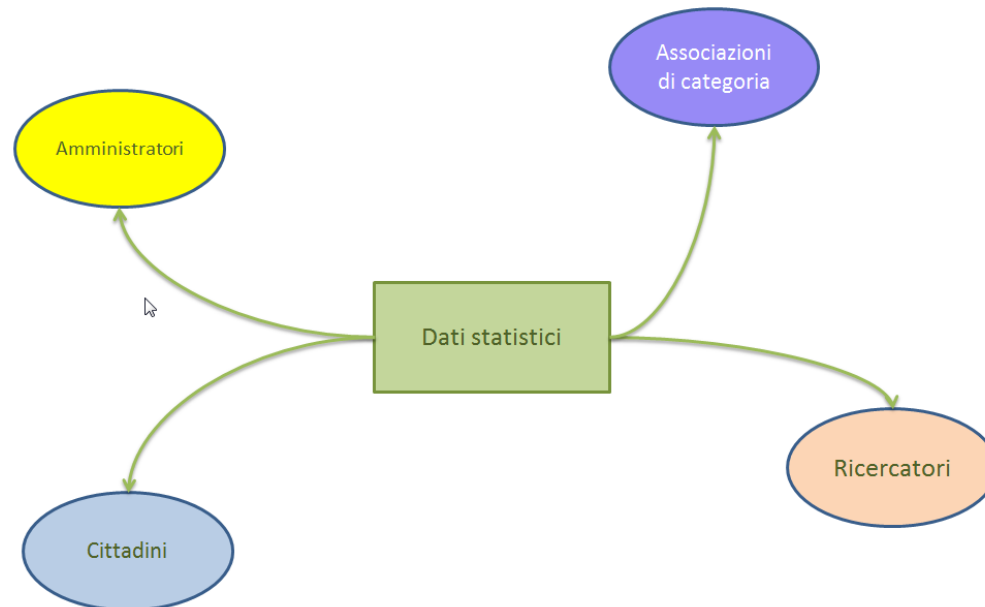 Associazioni
di categoria
Amministratori
Dati statistici
Ricercatori
Cittadini